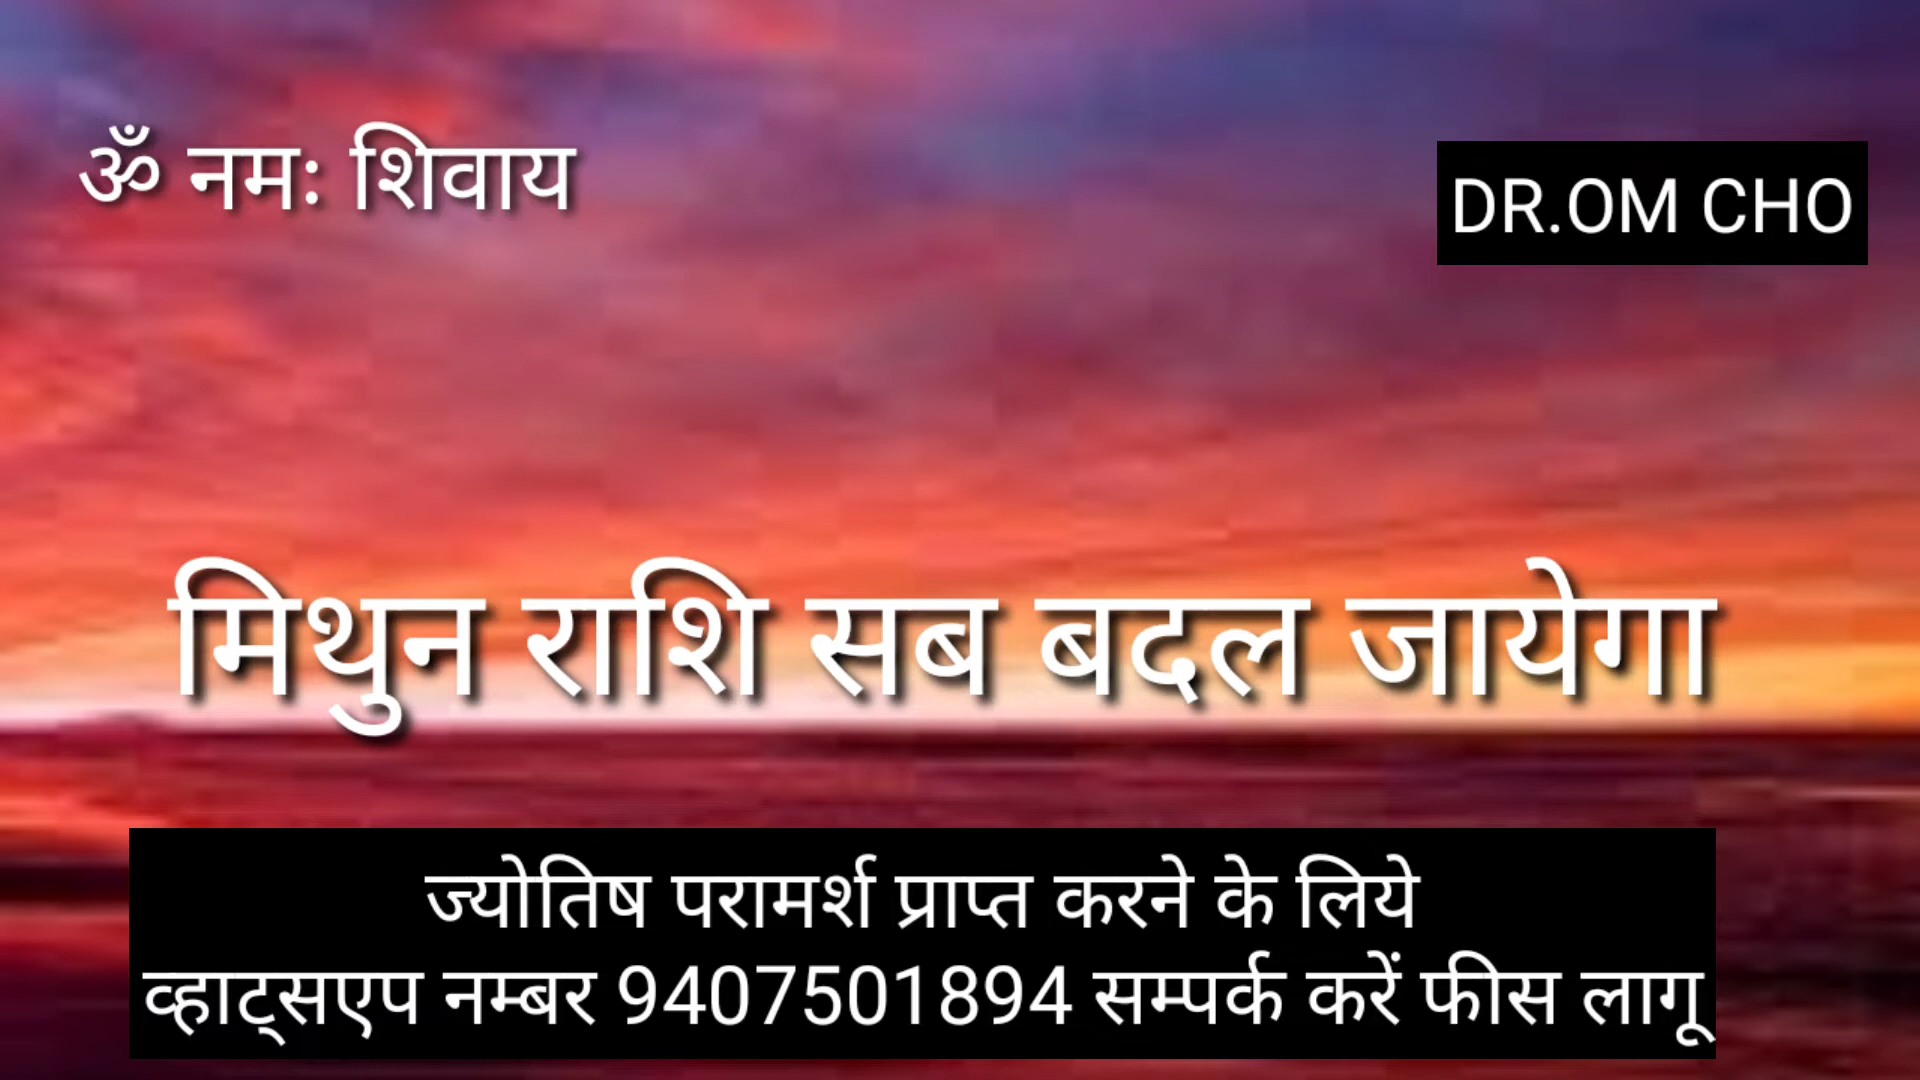 ॐ नमः शिवाय
DR.OM CHO
मिथुन राशि सब बदल जायेगा
ज्योतिष परामर्श प्राप्त करने के लिये
व्हाट्सएप नम्बर 9407501894 सम्पर्क करें फीस लागू